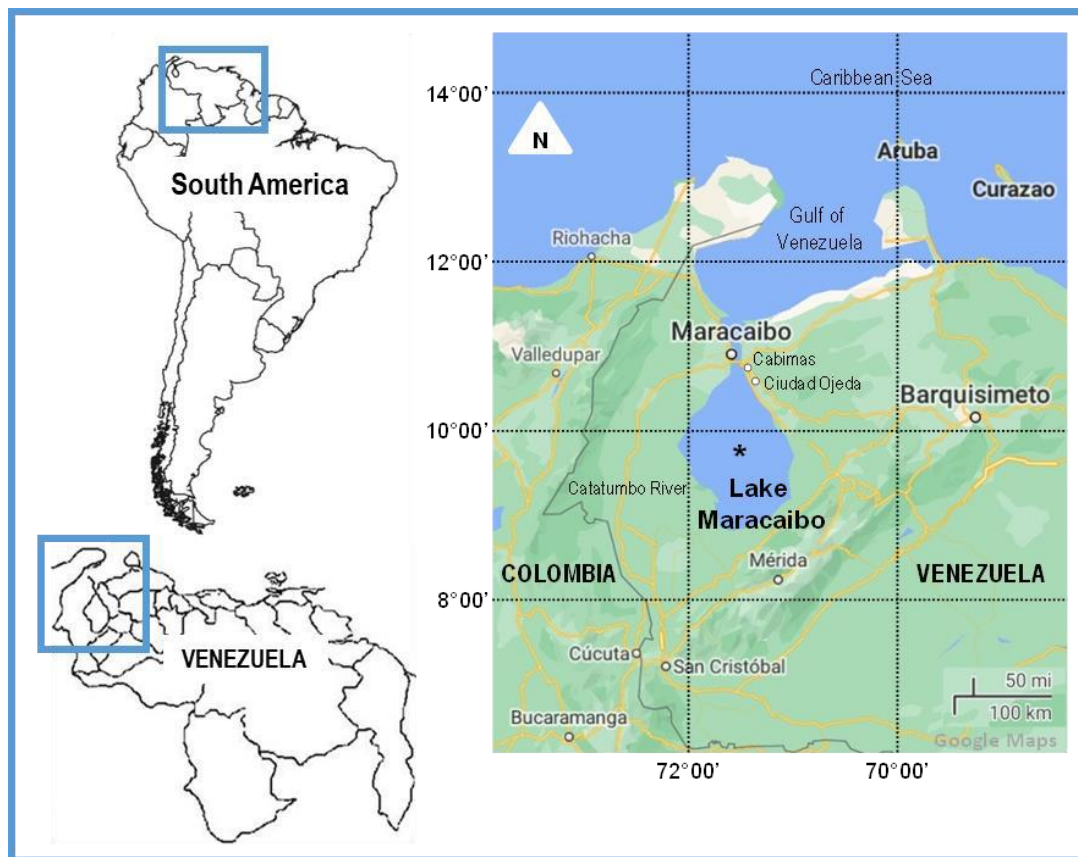 South America
VENEZUELA
Caribbean Sea
14°00'
N
Aruba
Curazao
Gulf of
Venezuela
Riohacha
12°00'
Maracaibo
Cabimas
Valledupar
Ciudad Ojeda
Barquisimeto
10°00'
*
Catatumbo River
Lake
Maracaibo
Mérida
COLOMBIA
VENEZUELA
8°00'
Cúcuta
San Cristóbal
50 mi
100 km
Bucaramanga
Google Maps
72°00'
70°00'